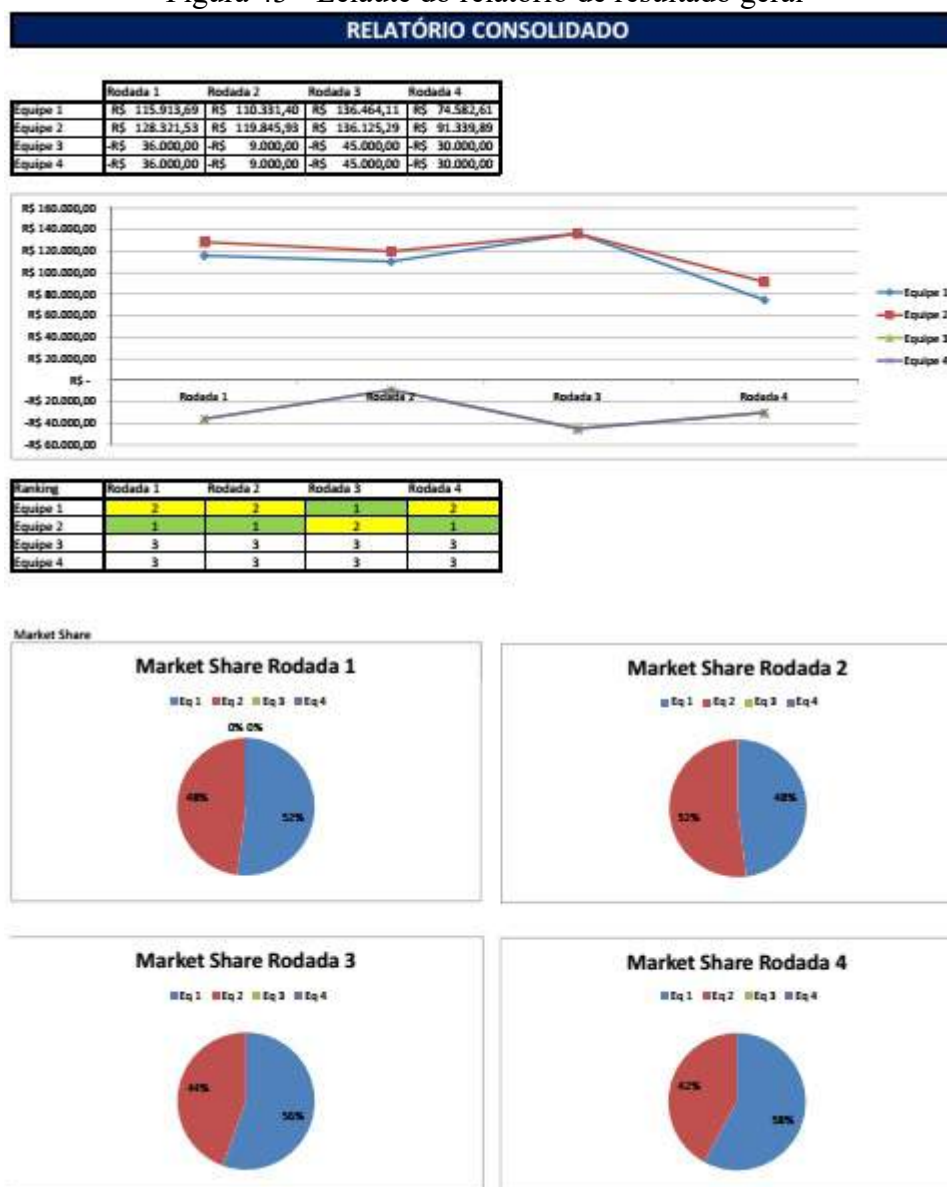 Figura 43 - Leiaute do relatório de resultado geral
RELATÓRIO CONSOLIDADO
Rodada 1 Rodada 2 Rodada 3 Rodada 4
Equipe 1 R$ 115.913,69 R$ 110.331,40 R$ 136.464,11 R$ 74.582,61
Equipe 2 R$ 128.321,53 R$ 119.845,93 R$ 136.125,29 R$ 91.339,89
Equipe 3 -R$ 36.000,00 -R$ 9.000,00 -R$ 45.000,00 -R$ 30.000,00
Equipe 4 -R$ 36.000,00 -R$ 9.000,00 -R$ 45.000,00 -R$ 30.000,00
R$ 160.000,00
R$ 140.000,00
R$ 120.000,00
R$ 100.000,00
R$ 80.000,00
R$ 60.000,00
R$ 40.000,00
R$ 20.000,00
R$ -
-R$ 20.000,00
-R$ 40.000,00
-R$ 60.000,00
Rodada 1 Rodada 2 Rodada 3 Rodada 4
Equipe 1
Equipe 2
Equipe 3
Equipe 4
Ranking Rodada 1 Rodada 2 Rodada 3 Rodada 4
Equipe 1 2 2 1 2
Equipe 2 1 1 2 1
Equipe 3 3 3 3 3
Equipe 4 3 3 3 3
Market Share
Market Share Rodada 1
Eq 1 Eq 2 Eq 3 Eq 4
0% 0%
48%
52%
Market Share Rodada 2
Eq 1 Eq 2 Eq 3 Eq 4
48%
52%
Market Share Rodada 3
Eq 1 Eq 2 Eq 3 Eq 4
44%
56%
Market Share Rodada 4
Eq 1 Eq 2 Eq 3 Eq 4
42%
58%